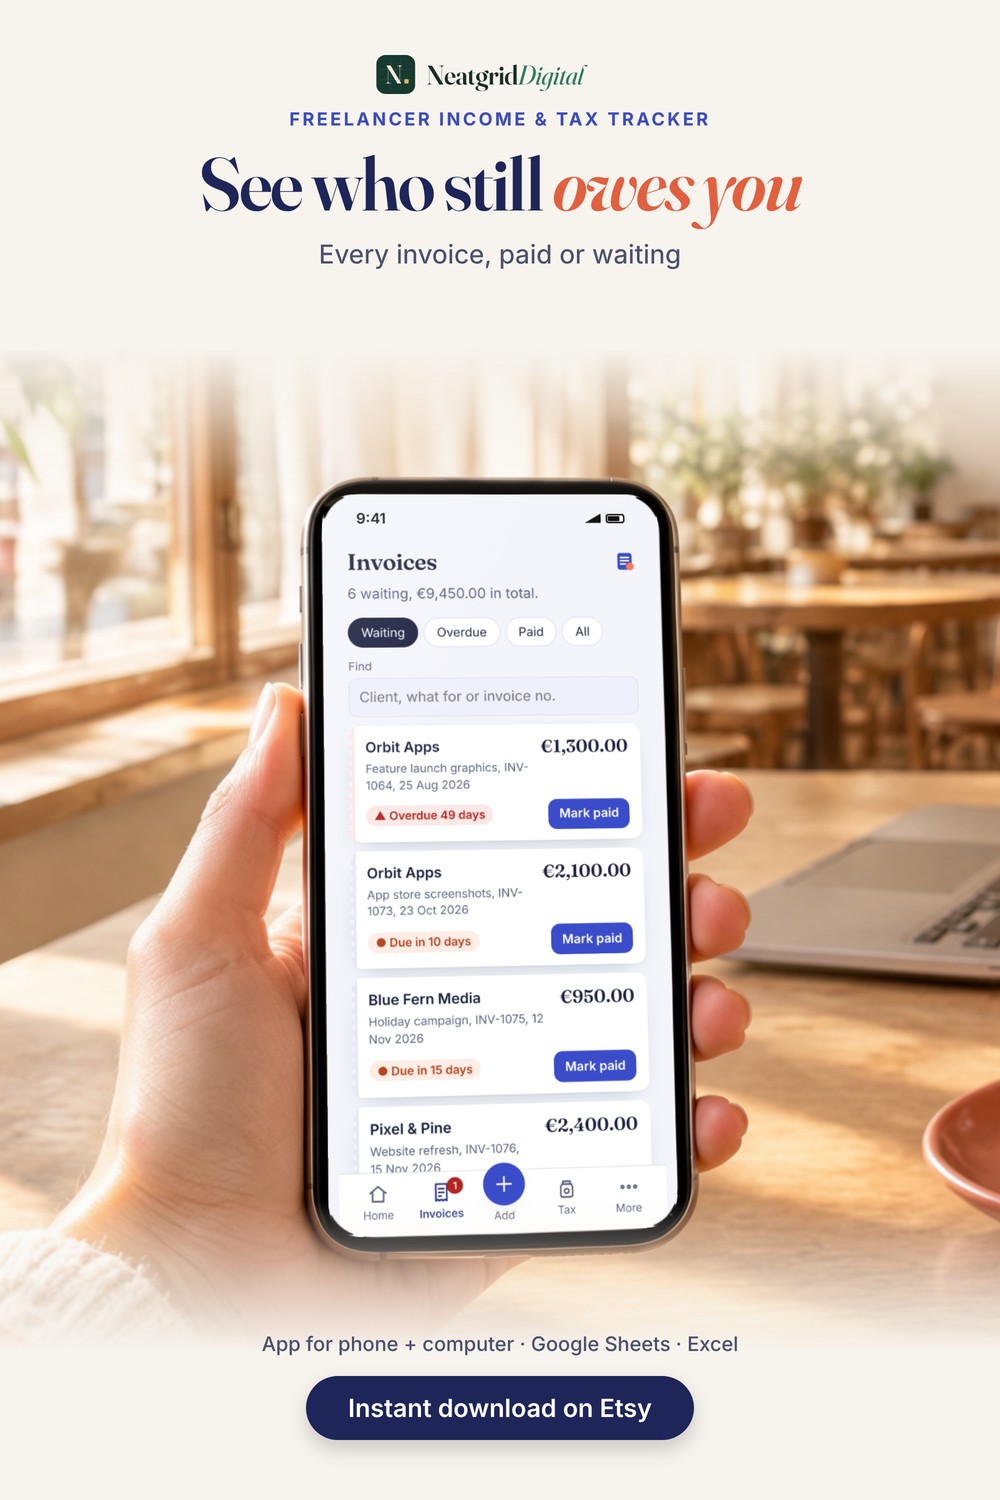 N.
NeatgridDigital
FREELANCER INCOME & TAX TRACKER
See who still owes you
Every invoice, paid or waiting
9:41
Invoices
6 waiting, €9,450.00 in total.
Waiting
Overdue
Paid
All
Find
Client, what for or invoice no.
Orbit Apps
€1,300.00
Feature launch graphics, INV-
1064, 25 Aug 2026
Overdue 49 days
Mark paid
Orbit Apps
€2,100.00
App store screenshots, INV-
1073, 23 Oct 2026
Due in 10 days
Mark paid
Blue Fern Media
€950.00
Holiday campaign, INV-1075, 12
Nov 2026
Due in 15 days
Mark paid
Pixel & Pine
€2,400.00
Website refresh, INV-1076,
15 Nov 2026
Home
1
Invoices
Add
Tax
More
App for phone + computer · Google Sheets · Excel
Instant download on Etsy